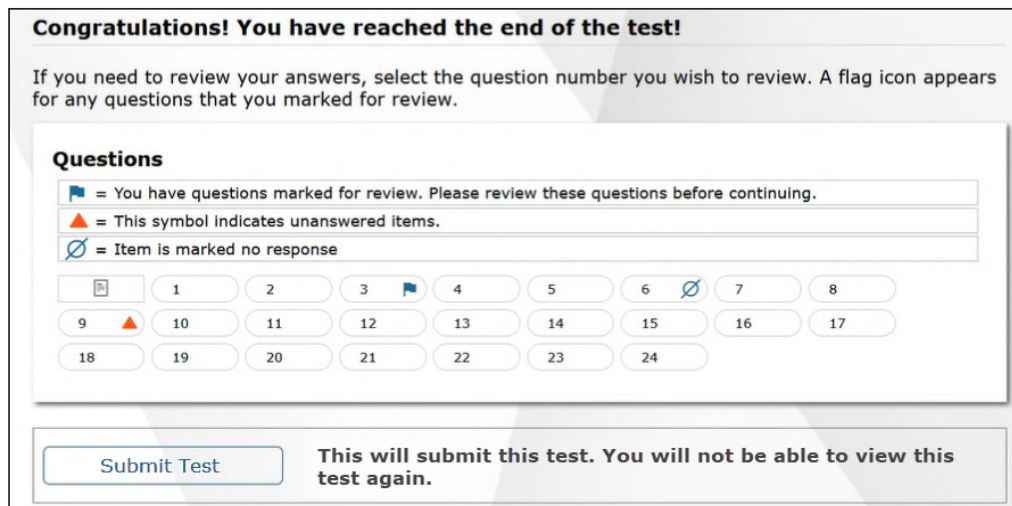 Congratulations! You have reached the end of the test!
If you need to review your answers, select the question number you wish to review. A flag icon appears
for any questions that you marked for review.
Questions
= You have questions marked for review. Please review these questions before continuing.
= This symbol indicates unanswered items.
= Item is marked no response
1 2 3 4 5 6 7 8
9 10 11 12 13 14 15 16 17
18 19 20 21 22 23 24
Submit Test
This will submit this test. You will not be able to view this
test again.